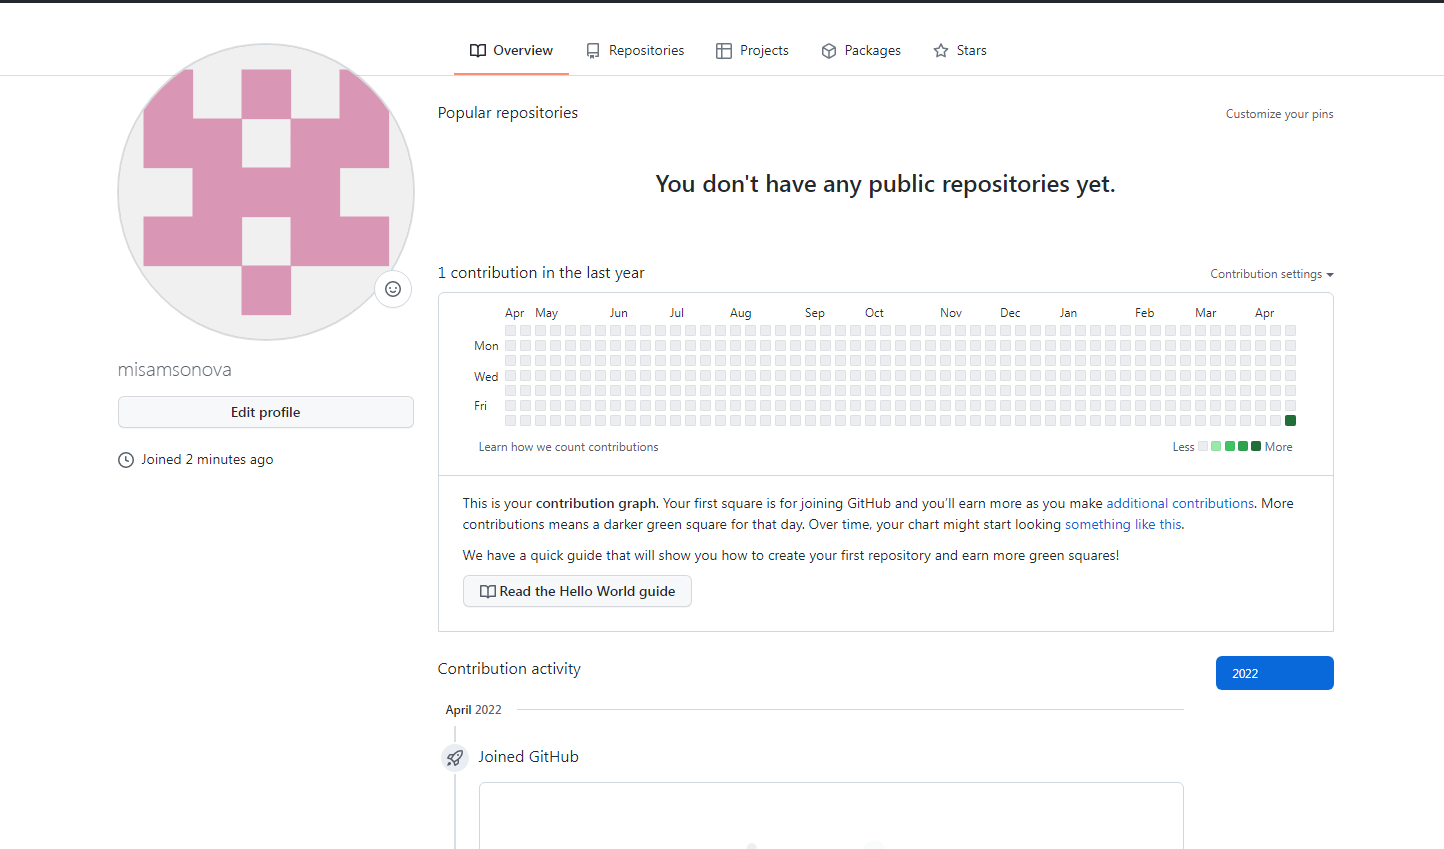 Overview Repositories Projects Packages Stars
Popular repositories Customize your pins
You don't have any public repositories yet.
1 contribution in the last year Contribution settings
Apr May Jun Jul Aug Sep Oct Nov Dec Jan Feb Mar Apr
Mon
Wed
Fri
Learn how we count contributions Less More
misamsonova
Edit profile
Joined 2 minutes ago
This is your contribution graph. Your first square is for joining GitHub and you'll earn more as you make additional contributions. More
contributions means a darker green square for that day. Over time, your chart might start looking something like this.
We have a quick guide that will show you how to create your first repository and earn more green squares!
Read the Hello World guide
Contribution activity 2022
April 2022
Joined GitHub